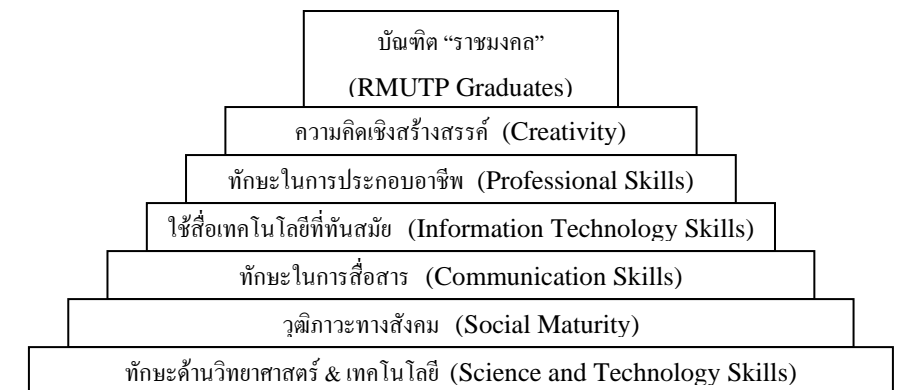 บัณฑิต “ราชมงคล”
(RMUTP Graduates)
ความคิดเชิงสร้างสรรค์ (Creativity)
ทักษะในการประกอบอาชีพ (Professional Skills)
ใช้สื่อเทคโนโลยีที่ทันสมัย (Information Technology Skills)
ทักษะในการสื่อสาร (Communication Skills)
วุฒิภาวะทางสังคม (Social Maturity)
ทักษะด้านวิทยาศาสตร์ & เทคโนโลยี (Science and Technology Skills)